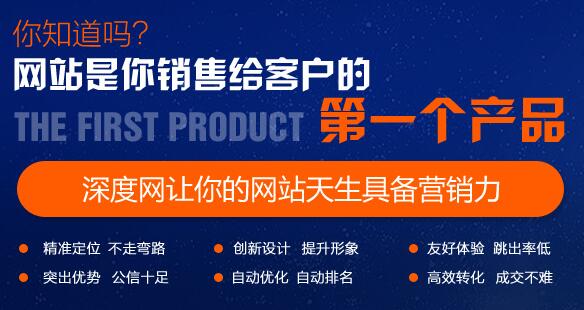 你知道吗?
网站是你销售给客户的
THE FIRST PRODUCT 第一个产品
深度网让你的网站天生具备营销力
精准定位 不走弯路 创新设计 提升形象 友好体验 跳出率低
突出优势 公信十足 自动优化 自动排名 高效转化 成交不难